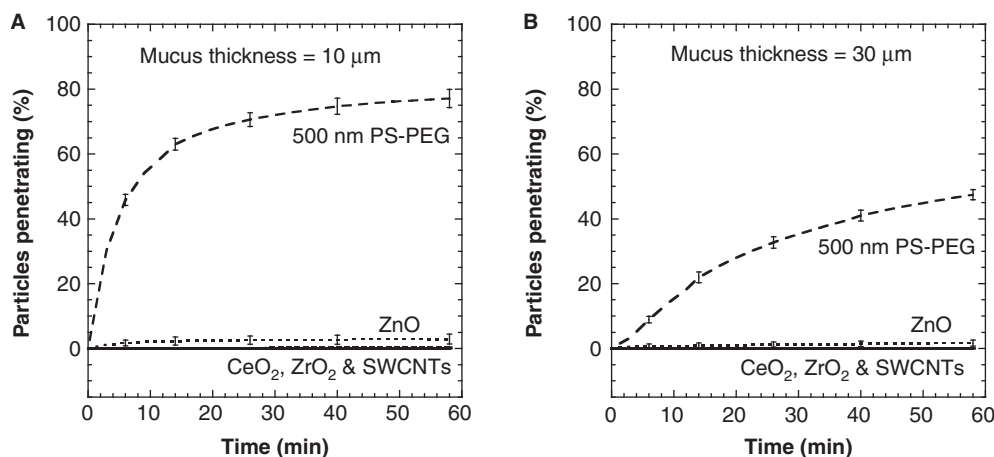 A
Mucus thickness = 10 μm
500 nm PS-PEG
ZnO
CeO₂, ZrO₂ & SWCNTs
Particles penetrating (%)
100
80
60
40
20
0
0 10 20 30 40 50 60
Time (min)
B
Mucus thickness = 30 μm
500 nm PS-PEG
ZnO
CeO₂, ZrO₂ & SWCNTs
Particles penetrating (%)
100
80
60
40
20
0
0 10 20 30 40 50 60
Time (min)